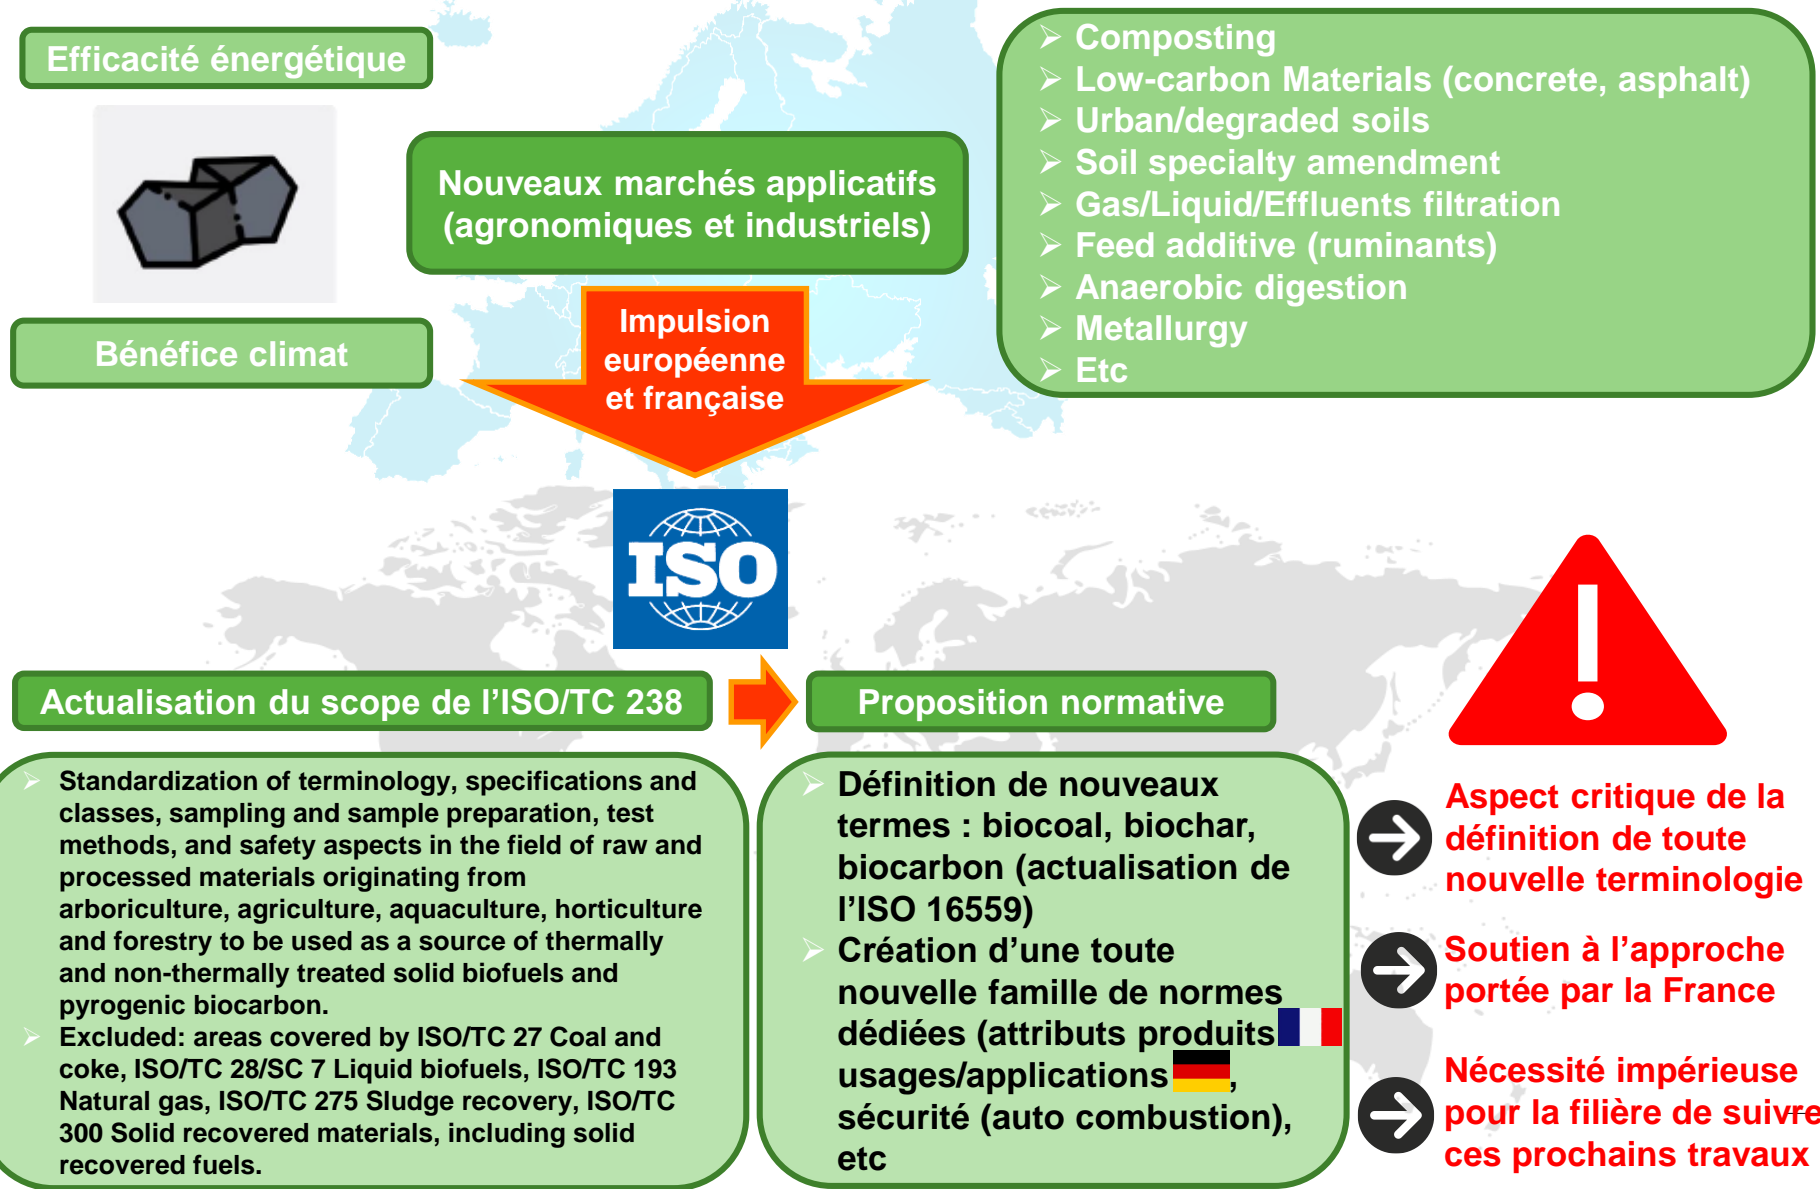 Efficacité énergétique
Bénéfice climat
Nouveaux marchés applicatifs
(agronomiques et industriels)
Composting
Low-carbon Materials (concrete, asphalt)
Urban/degraded soils
Soil specialty amendment
Gas/Liquid/Effluents filtration
Feed additive (ruminants)
Anaerobic digestion
Metallurgy
Etc
Impulsion
européenne
et française
ISO
Actualisation du scope de l’ISO/TC 238
Standardization of terminology, specifications and
classes, sampling and sample preparation, test
methods, and safety aspects in the field of raw and
processed materials originating from
arboriculture, agriculture, aquaculture, horticulture
and forestry to be used as a source of thermally
and non-thermally treated solid biofuels and
pyrogenic biocarbon.
Excluded: areas covered by ISO/TC 27 Coal and
coke, ISO/TC 28/SC 7 Liquid biofuels, ISO/TC 193
Natural gas, ISO/TC 275 Sludge recovery, ISO/TC
300 Solid recovered materials, including solid
recovered fuels.
Proposition normative
Définition de nouveaux
termes : biocoal, biochar,
biocarbon (actualisation de
l’ISO 16559)
Création d’une toute
nouvelle famille de normes
dédiées (attributs produits
usages/applications ,
sécurité (auto combustion),
etc
Aspect critique de la
définition de toute
nouvelle terminologie
Soutien à l’approche
portée par la France
Nécessité impérieuse
pour la filière de suivre
ces prochains travaux